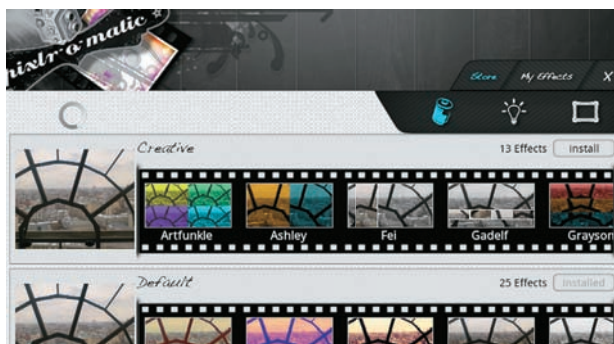 pixlr-o-matic
Store My Effects X
Creative 13 Effects Install
Artfunkle Ashley Fei Gadelf Grayson
Default 25 Effects Installed